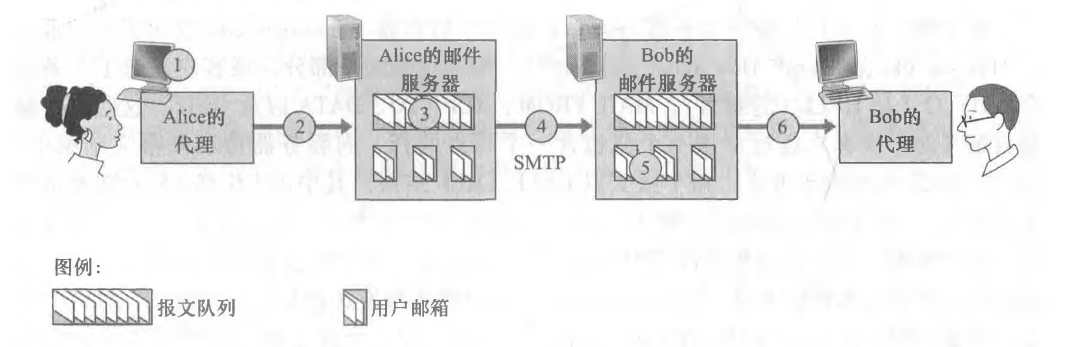 1
Alice的
代理
2
Alice的邮件
服务器
3
4
SMTP
Bob的
邮件服务器
5
6
Bob的
代理
图例：
报文队列
用户邮箱